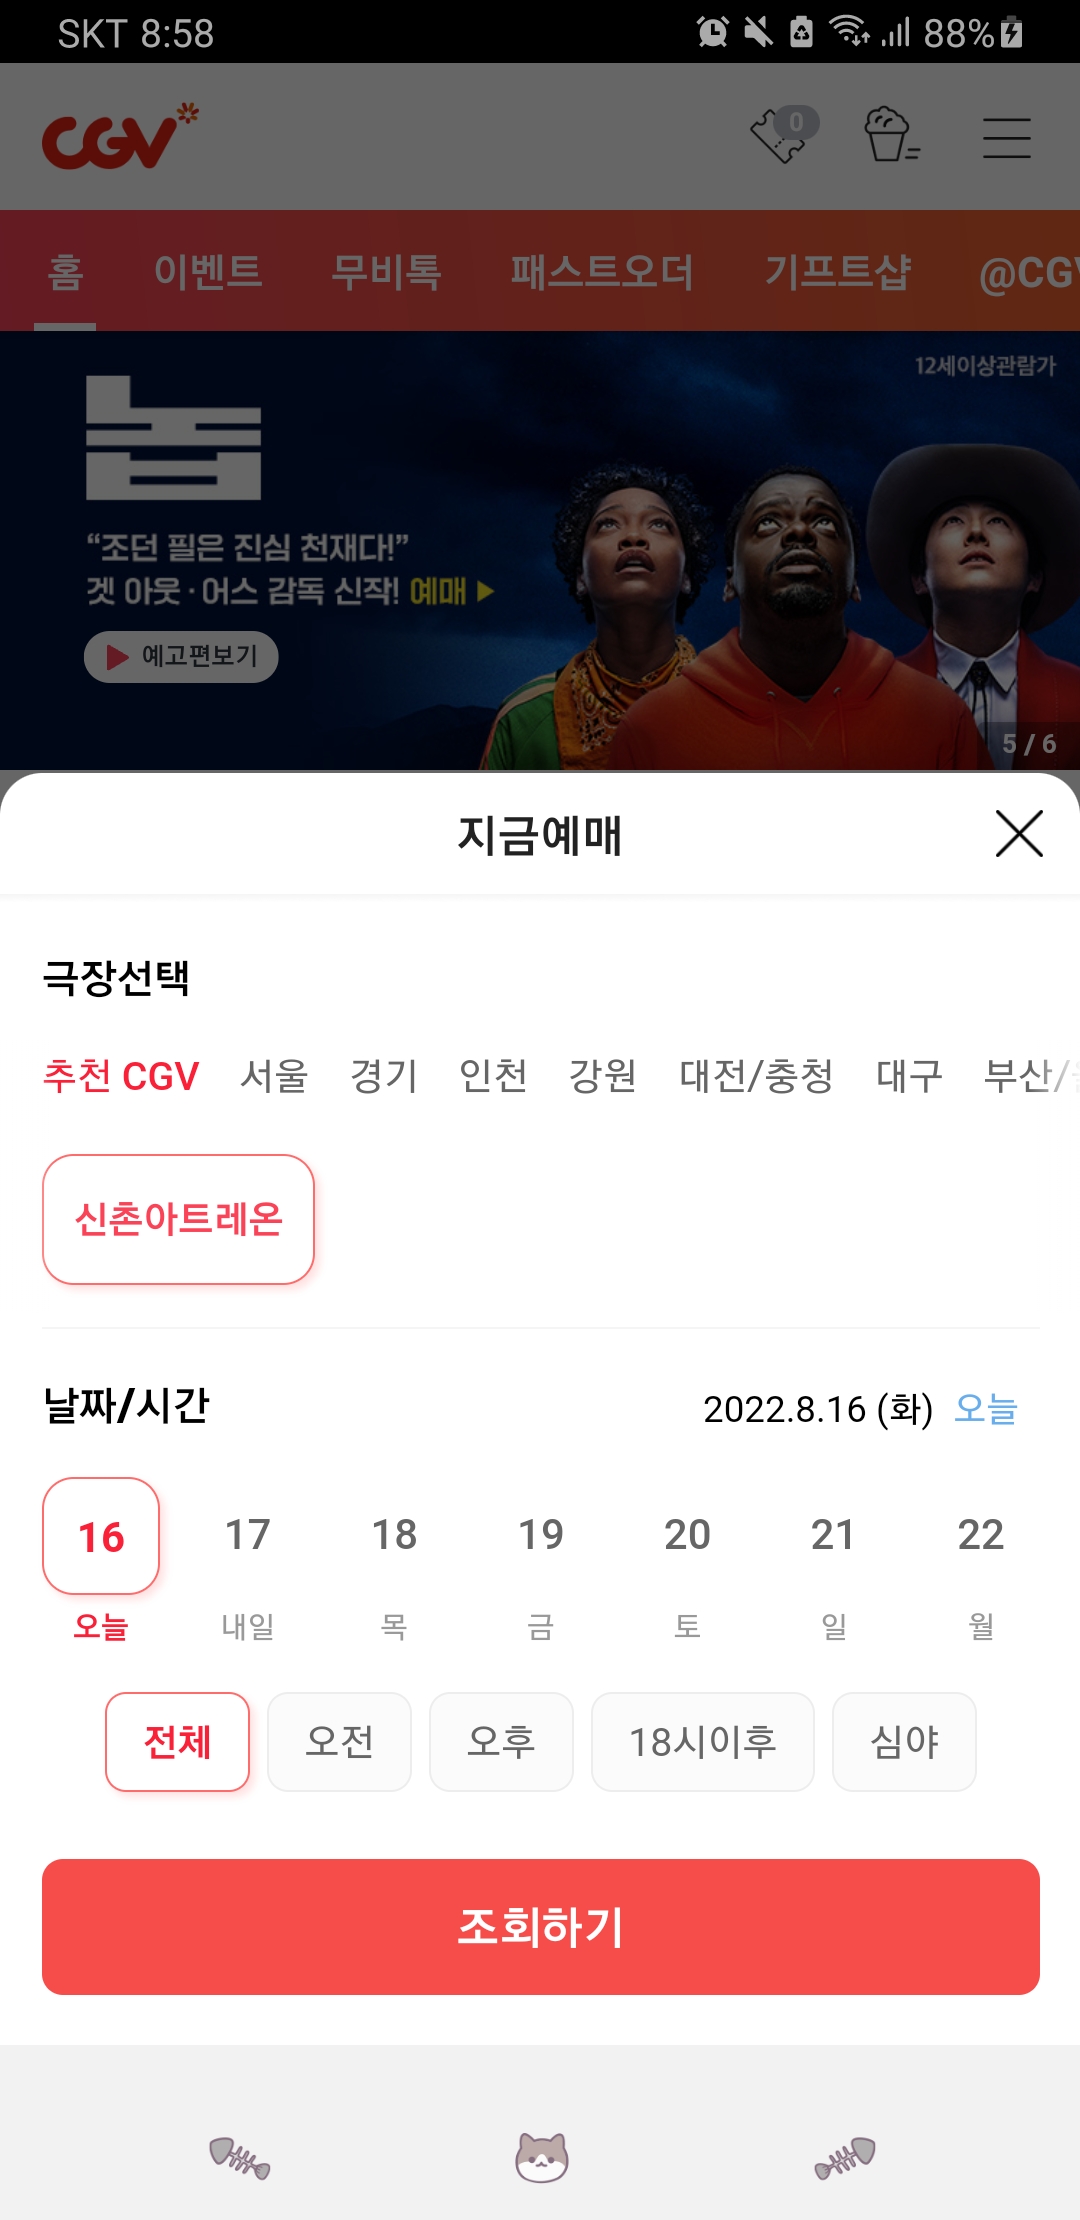 SKT 8:58
88%
CGV
0
홈 이벤트 무비톡 패스트오더 기프트샵 @CGV
12세이상관람가
놉
“조던 필은 진심 천재다!”
겟 아웃·어스 감독 신작! 예매 ▶
▶ 예고편보기
5 / 6
지금예매
극장선택
추천 CGV 서울 경기 인천 강원 대전/충청 대구 부산/
신촌아트레온
날짜/시간
2022.8.16 (화) 오늘
16 17 18 19 20 21 22
오늘 내일 목 금 토 일 월
전체 오전 오후 18시이후 심야
조회하기